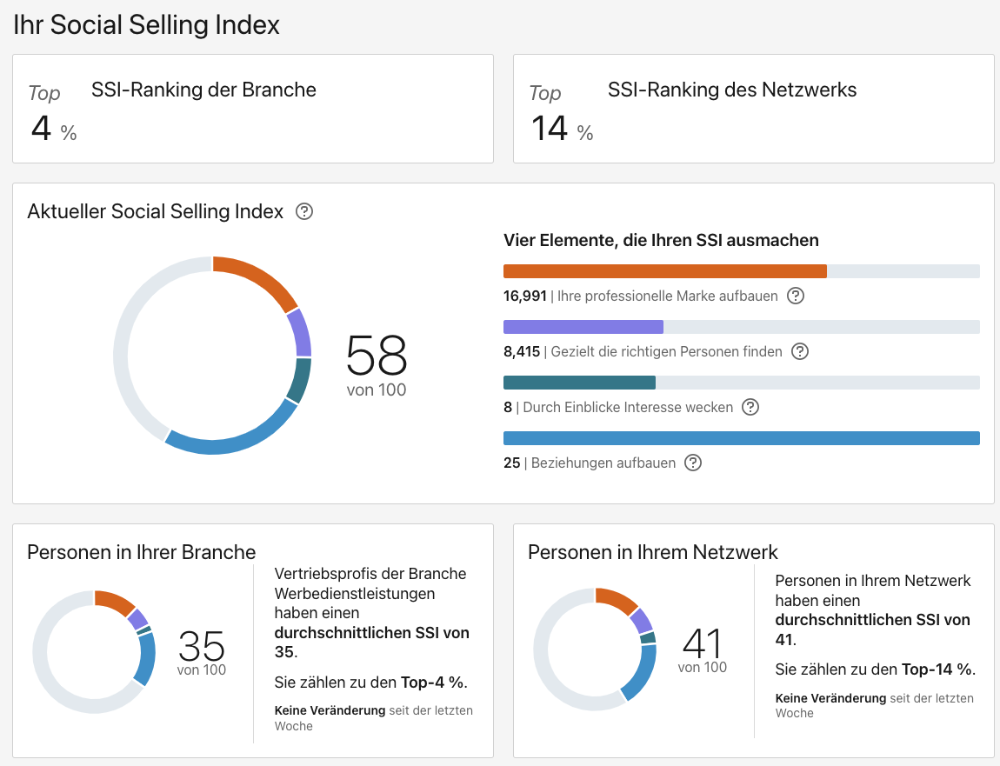 Ihr Social Selling Index
Top
4 %
SSI-Ranking der Branche
Top
14 %
SSI-Ranking des Netzwerks
Aktueller Social Selling Index ?
58
von 100
Vier Elemente, die Ihren SSI ausmachen
16,991 | Ihre professionelle Marke aufbauen ?
8,415 | Gezielt die richtigen Personen finden ?
8 | Durch Einblicke Interesse wecken ?
25 | Beziehungen aufbauen ?
Personen in Ihrer Branche
35
von 100
Vertriebsprofis der Branche
Werbedienstleistungen
haben einen
durchschnittlichen SSI von
35.
Sie zählen zu den Top-4 %.
Keine Veränderung seit der letzten
Woche
Personen in Ihrem Netzwerk
41
von 100
Personen in Ihrem Netzwerk
haben einen
durchschnittlichen SSI von
41.
Sie zählen zu den Top-14 %.
Keine Veränderung seit der letzten
Woche